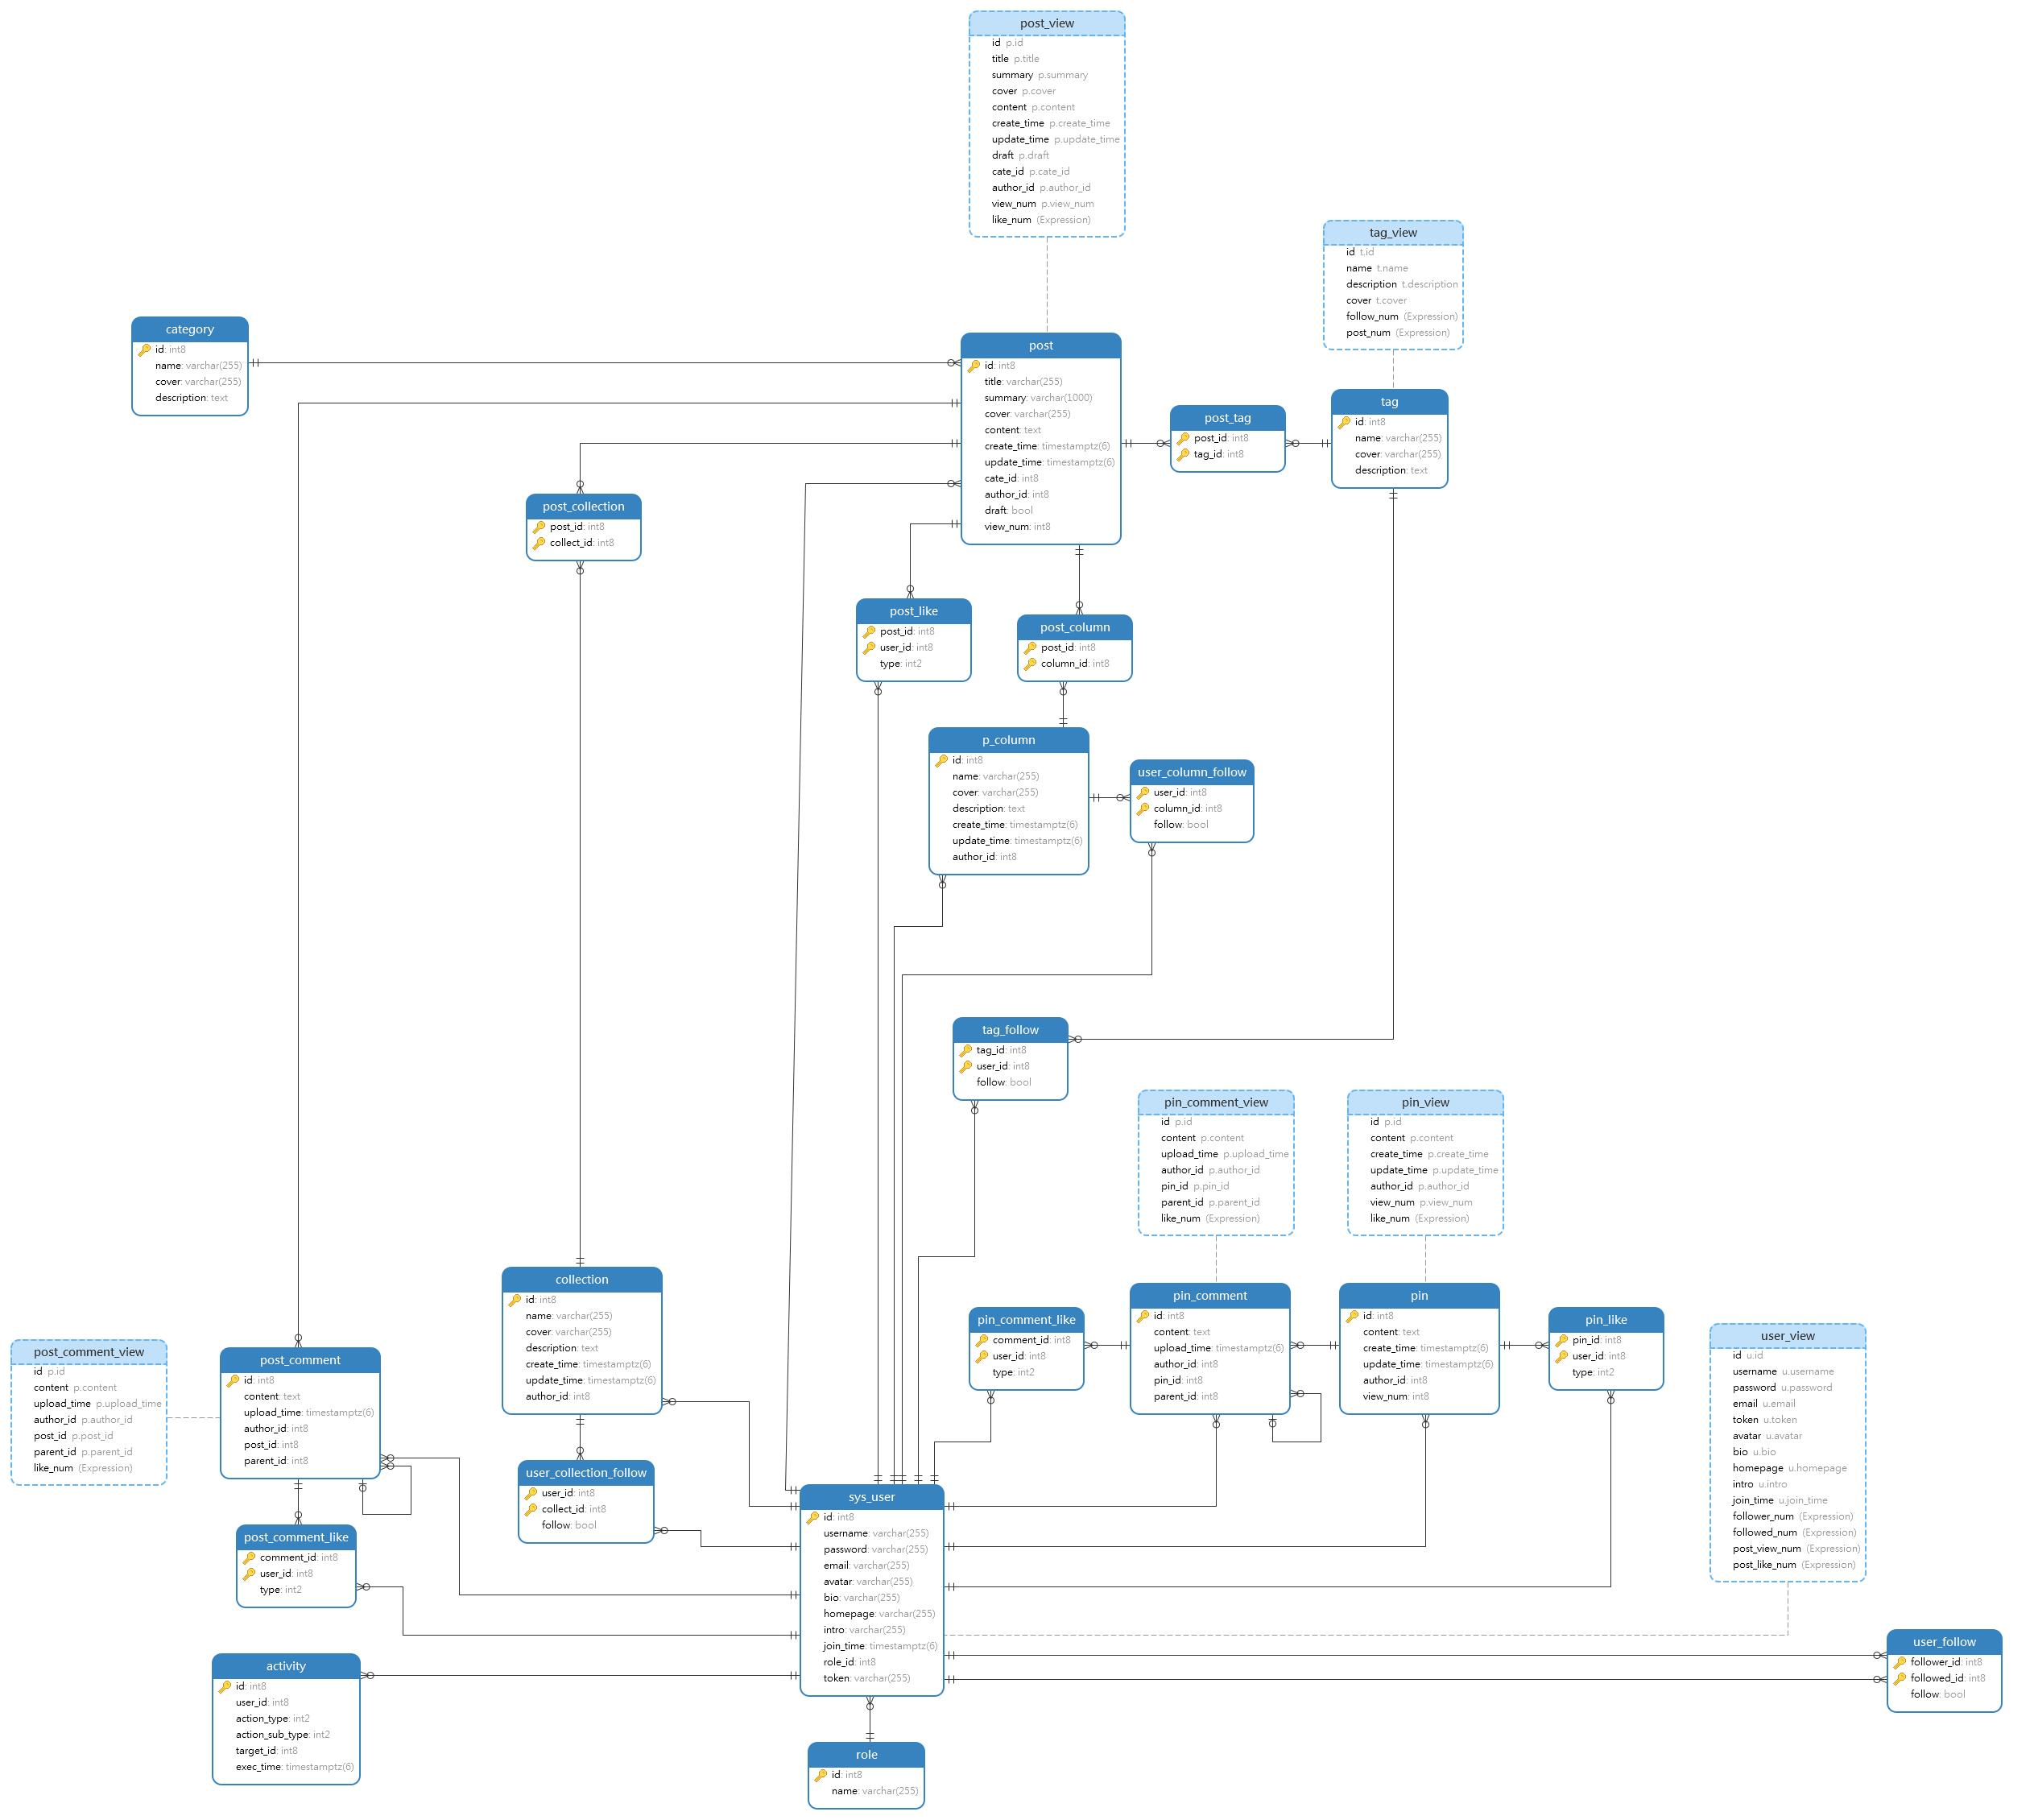 post_view
id p.id
title p.title
summary p.summary
cover p.cover
content p.content
create_time p.create_time
update_time p.update_time
draft p.draft
cate_id p.cate_id
author_id p.author_id
view_num p.view_num
like_num (Expression)
tag_view
id t.id
name t.name
description t.description
cover t.cover
follow_num (Expression)
post_num (Expression)
category
id: int8
name: varchar(255)
cover: varchar(255)
description: text
post
id: int8
title: varchar(255)
summary: varchar(1000)
cover: varchar(255)
content: text
create_time: timestamptz(6)
update_time: timestamptz(6)
cate_id: int8
author_id: int8
draft: bool
view_num: int8
post_tag
post_id: int8
tag_id: int8
tag
id: int8
name: varchar(255)
cover: varchar(255)
description: text
post_collection
post_id: int8
collect_id: int8
post_like
post_id: int8
user_id: int8
type: int2
post_column
post_id: int8
column_id: int8
p_column
id: int8
name: varchar(255)
cover: varchar(255)
description: text
create_time: timestamptz(6)
update_time: timestamptz(6)
author_id: int8
user_column_follow
user_id: int8
column_id: int8
follow: bool
tag_follow
tag_id: int8
user_id: int8
follow: bool
pin_comment_view
id p.id
content p.content
upload_time p.upload_time
author_id p.author_id
pin_id p.pin_id
parent_id p.parent_id
like_num (Expression)
pin_view
id p.id
content p.content
create_time p.create_time
update_time p.update_time
author_id p.author_id
view_num p.view_num
like_num (Expression)
collection
id: int8
name: varchar(255)
cover: varchar(255)
description: text
create_time: timestamptz(6)
update_time: timestamptz(6)
author_id: int8
pin_comment_like
comment_id: int8
user_id: int8
type: int2
pin_comment
id: int8
content: text
upload_time: timestamptz(6)
author_id: int8
pin_id: int8
parent_id: int8
pin
id: int8
content: text
create_time: timestamptz(6)
update_time: timestamptz(6)
author_id: int8
view_num: int8
pin_like
pin_id: int8
user_id: int8
type: int2
user_view
id u.id
username u.username
password u.password
email u.email
token u.token
avatar u.avatar
bio u.bio
homepage u.homepage
intro u.intro
join_time u.join_time
follower_num (Expression)
followed_num (Expression)
post_view_num (Expression)
post_like_num (Expression)
post_comment_view
id p.id
content p.content
upload_time p.upload_time
author_id p.author_id
post_id p.post_id
parent_id p.parent_id
like_num (Expression)
post_comment
id: int8
content: text
upload_time: timestamptz(6)
author_id: int8
post_id: int8
parent_id: int8
user_collection_follow
user_id: int8
collect_id: int8
follow: bool
post_comment_like
comment_id: int8
user_id: int8
type: int2
sys_user
id: int8
username: varchar(255)
password: varchar(255)
email: varchar(255)
avatar: varchar(255)
bio: varchar(255)
homepage: varchar(255)
intro: varchar(255)
join_time: timestamptz(6)
role_id: int8
token: varchar(255)
activity
id: int8
user_id: int8
action_type: int2
action_sub_type: int2
target_id: int8
exec_time: timestamptz(6)
user_follow
follower_id: int8
followed_id: int8
follow: bool
role
id: int8
name: varchar(255)